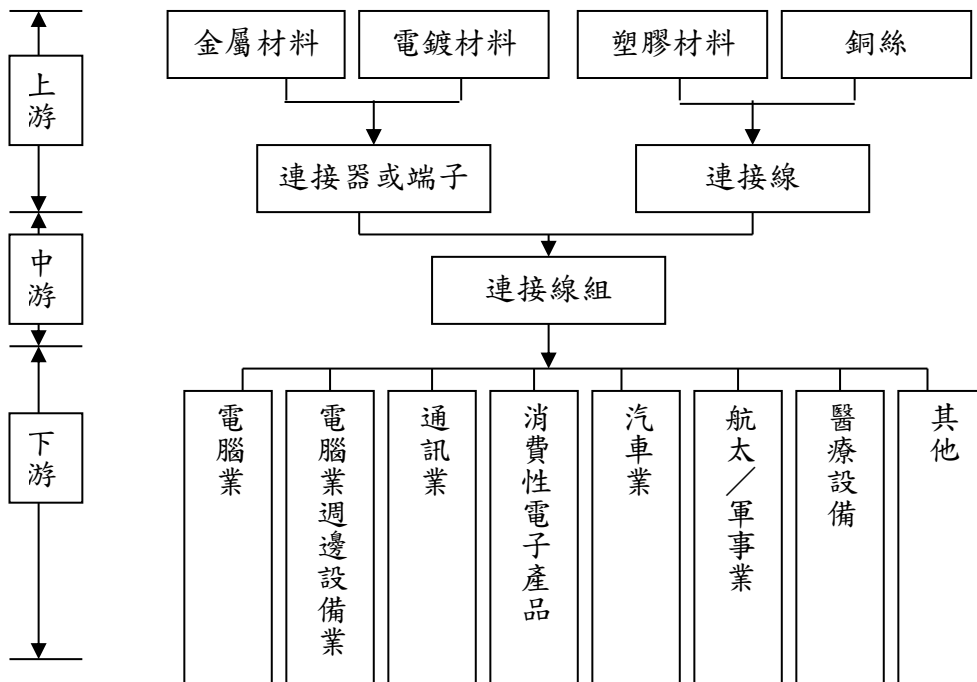 金屬材料
電鍍材料
塑膠材料
銅絲
上游
連接器或端子
連接線
中游
連接線組
下游
電腦業
電腦業週邊設備業
通訊業
消費性電子產品
汽車業
航太／軍事業
醫療設備
其他